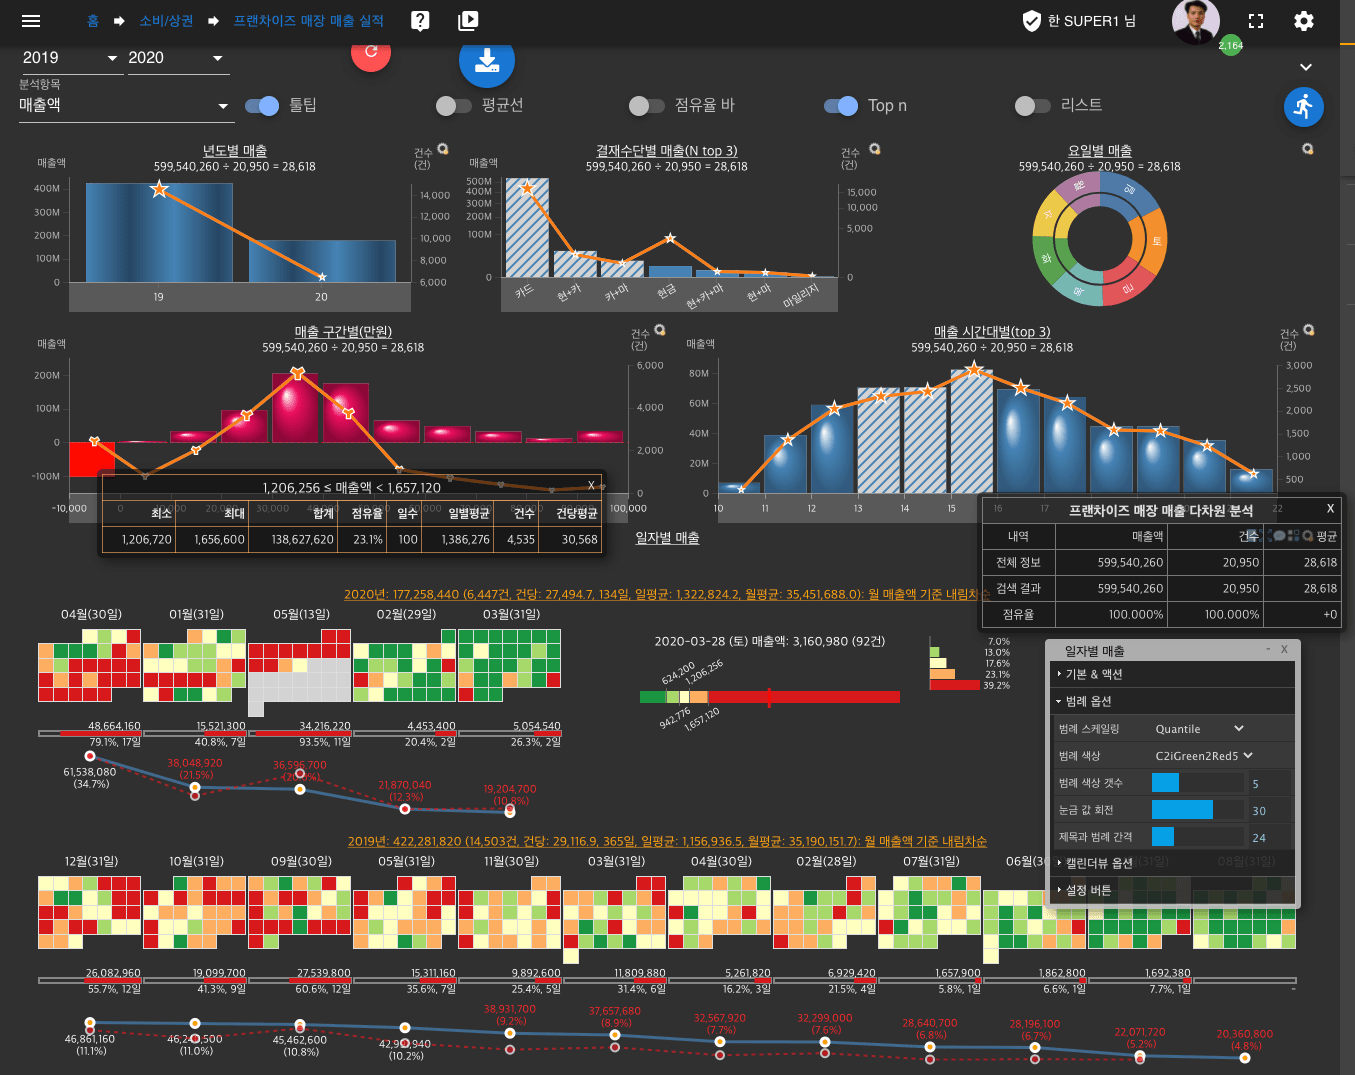 홈 소비/상권 프랜차이즈 매장 매출 실적
한 SUPER1 님
2,164
2019 2020
분석항목
매출액
툴팁 평균선 점유율 바 Top n 리스트
년도별 매출
599,540,260 ÷ 20,950 = 28,618
매출액
건수
(건)
400M
300M
200M
100M
0
14,000
12,000
10,000
8,000
6,000
19 20
결재수단별 매출(N top 3)
599,540,260 ÷ 20,950 = 28,618
매출액
건수
(건)
500M
400M
300M
200M
100M
0
15,000
10,000
5,000
0
카드 현+카 카+마 현금 현+카+마 현+마 마일리지
요일별 매출
599,540,260 ÷ 20,950 = 28,618
금
토
일
목
화
수
월
매출 구간별(만원)
599,540,260 ÷ 20,950 = 28,618
매출액
건수
(건)
200M
100M
0
-100M
6,000
4,000
2,000
0
-10,000 0 100,000
매출 시간대별(top 3)
599,540,260 ÷ 20,950 = 28,618
매출액
건수
(건)
80M
60M
40M
20M
0
3,000
2,500
2,000
1,500
1,000
500
10 11 12 13 14 15 16 17 22
1,206,256 ≤ 매출액 < 1,657,120 X
최소 최대 합계 점유율 일수 일별평균 건수 건당평균
1,206,720 1,656,600 138,627,620 23.1% 100 1,386,276 4,535 30,568
일자별 매출
프랜차이즈 매장 매출 다차원 분석 X
내역 매출액 건수 평균
전체 정보 599,540,260 20,950 28,618
검색 결과 599,540,260 20,950 28,618
점유율 100.000% 100.000% +0
2020년: 177,258,440 (6,447건, 건당: 27,494.7, 134일, 일평균: 1,322,824.2, 월평균: 35,451,688.0): 월 매출액 기준 내림차순
04월(30일) 01월(31일) 05월(13일) 02월(29일) 03월(31일)
48,664,160 15,521,300 34,216,220 4,453,400 5,054,540
79.1%, 17일 40.8%, 7일 93.5%, 11일 20.4%, 2일 26.3%, 2일
61,538,080 38,048,920 36,596,700 21,870,040 19,204,700
(34.7%) (21.5%) (20.6%) (12.3%) (10.8%)
2020-03-28 (토) 매출액: 3,160,980 (92건)
624,200 1,206,256
942,776 1,657,120
7.0%
13.0%
17.6%
23.1%
39.2%
일자별 매출 - X
기본 & 액션
범례 옵션
범례 스케일링 Quantile
범례 색상 C2iGreen2Red5
범례 색상 갯수 5
눈금 값 회전 30
제목과 범례 간격 24
캘린더뷰 옵션
설정 버튼
2019년: 422,281,820 (14,503건, 건당: 29,116.9, 365일, 일평균: 1,156,936.5, 월평균: 35,190,151.7): 월 매출액 기준 내림차순
12월(31일) 10월(31일) 09월(30일) 05월(31일) 11월(30일) 03월(31일) 04월(30일) 02월(28일) 07월(31일) 06월(30 08월(31일)
26,082,960 19,099,700 27,539,800 15,311,160 9,892,600 11,809,880 5,261,820 6,929,420 1,657,900 1,862,800 1,692,380
55.7%, 12일 41.3%, 9일 60.6%, 12일 35.6%, 7일 25.4%, 5일 31.4%, 6일 16.2%, 3일 21.5%, 4일 5.8%, 1일 6.6%, 1일 7.7%, 1일 -
46,861,160 45,462,600 38,931,700 37,657,680 32,567,920 32,299,000 28,640,700 28,196,100 22,071,720 20,360,800
(11.1%) (11.0%) (10.8%) (10.2%) (9.2%) (8.9%) (7.7%) (7.6%) (6.8%) (6.7%) (5.2%) (4.8%)